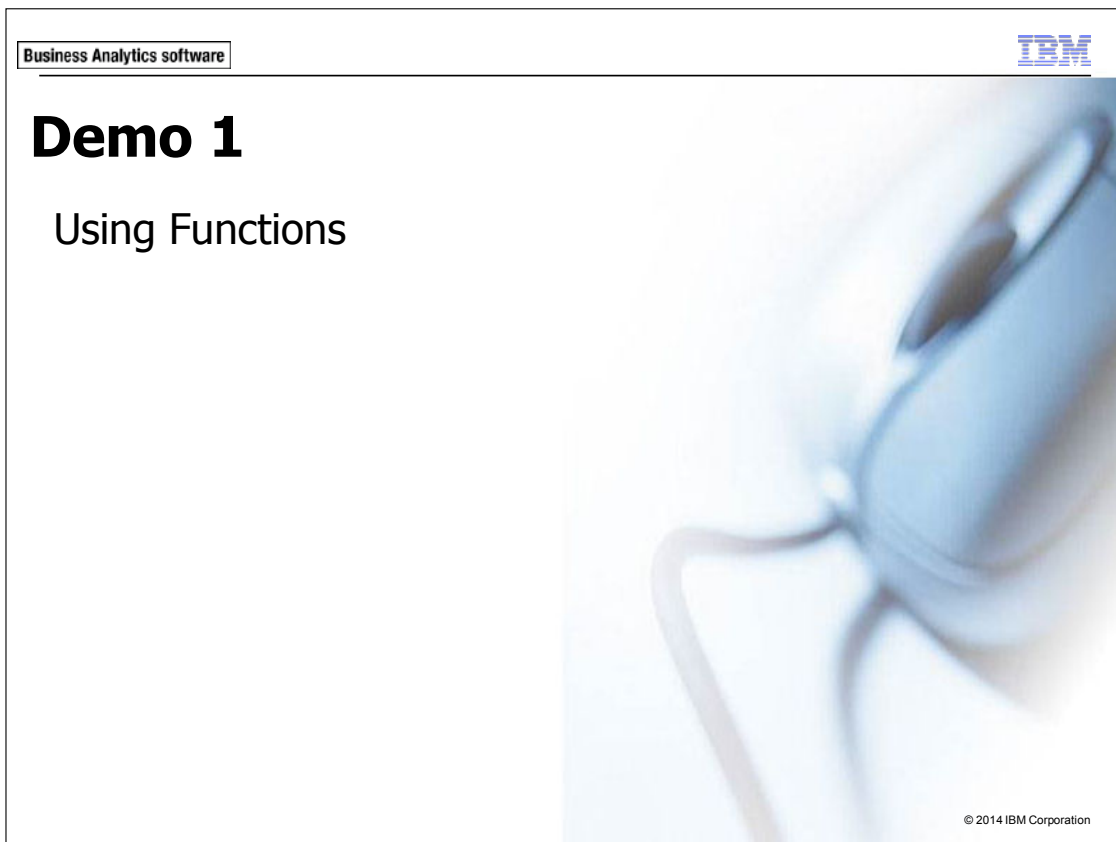 Business Analytics software
IBM
Demo 1
Using Functions
© 2014 IBM Corporation